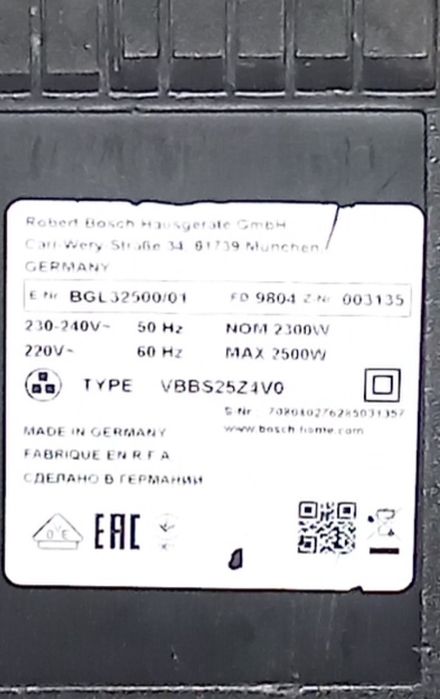 Robert Bosch Hausgeräte GmbH
Carl-Wery-Straße 34, 81739 München /
GERMANY
E-Nr. BGL32500/01 FD 9804 Z-Nr. 003135
230-240V~ 50 Hz NOM 2300W
220V~ 60 Hz MAX 2500W
TYPE VBBS25Z4V0
S-Nr.
www.bosch-home.com
MADE IN GERMANY
FABRIQUE EN R.F.A.
СДЕЛАНО В ГЕРМАНИИ
OVE EAC